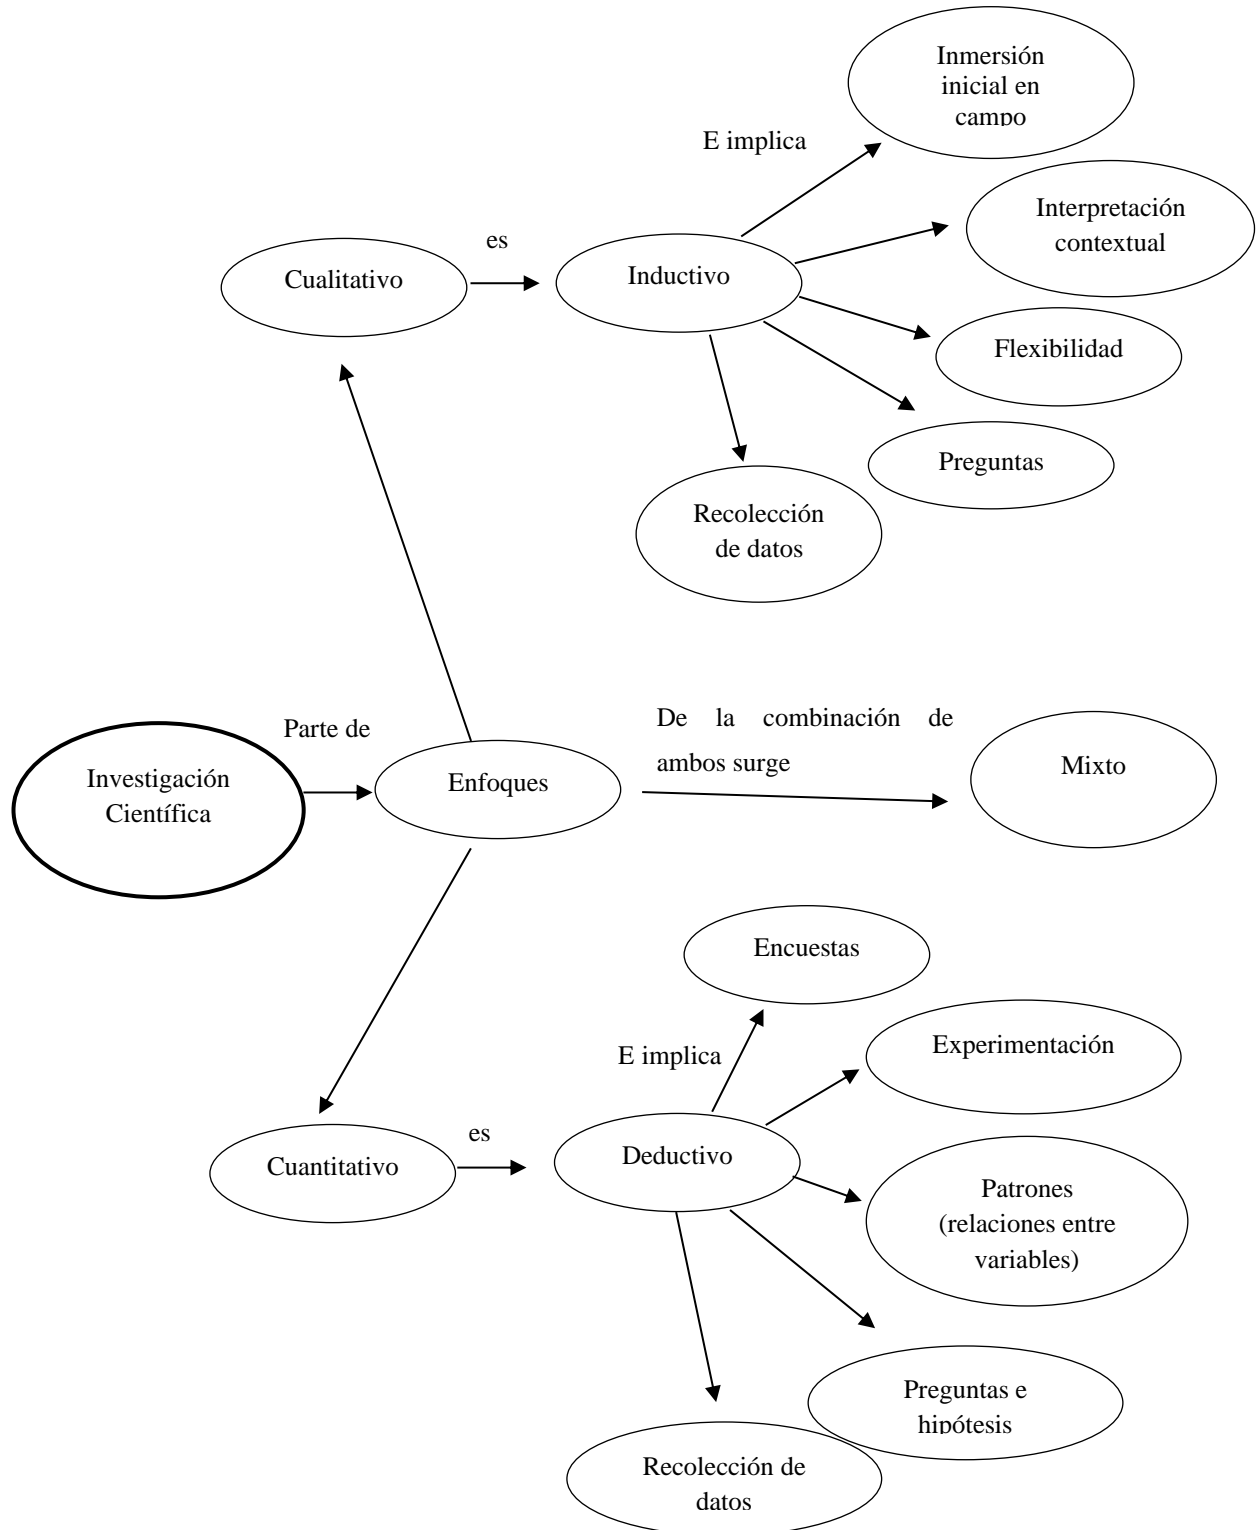 Inmersión
inicial en
campo
E implica
Interpretación
contextual
es
Cualitativo
Inductivo
Flexibilidad
Preguntas
Recolección
de datos
Parte de
De la combinación de
ambos surge
Investigación
Científica
Enfoques
Mixto
Encuestas
E implica
Experimentación
es
Cuantitativo
Deductivo
Patrones
(relaciones entre
variables)
Preguntas e
hipótesis
Recolección de
datos